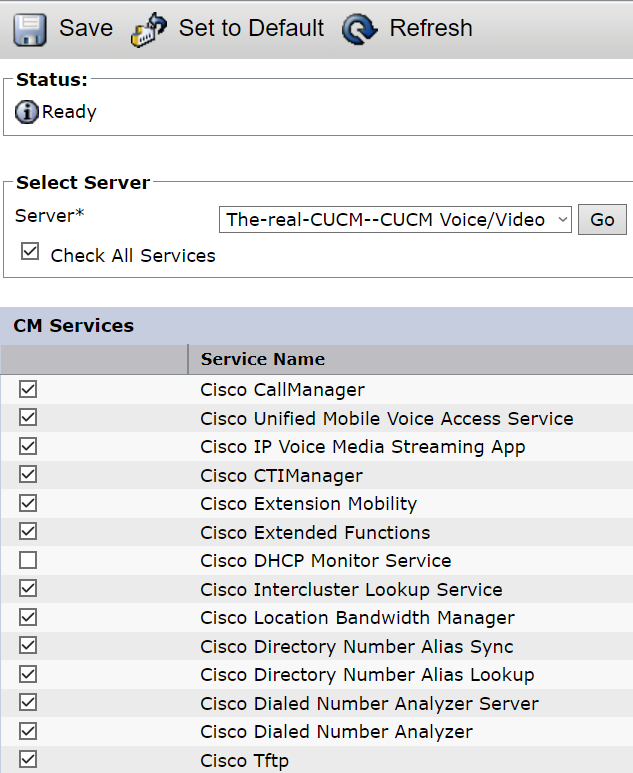 Save Set to Default Refresh
Status:
Ready
Select Server
Server* The-real-CUCM--CUCM Voice/Video Go
Check All Services
CM Services
Service Name
Cisco CallManager
Cisco Unified Mobile Voice Access Service
Cisco IP Voice Media Streaming App
Cisco CTIManager
Cisco Extension Mobility
Cisco Extended Functions
Cisco DHCP Monitor Service
Cisco Intercluster Lookup Service
Cisco Location Bandwidth Manager
Cisco Directory Number Alias Sync
Cisco Directory Number Alias Lookup
Cisco Dialed Number Analyzer Server
Cisco Dialed Number Analyzer
Cisco Tftp